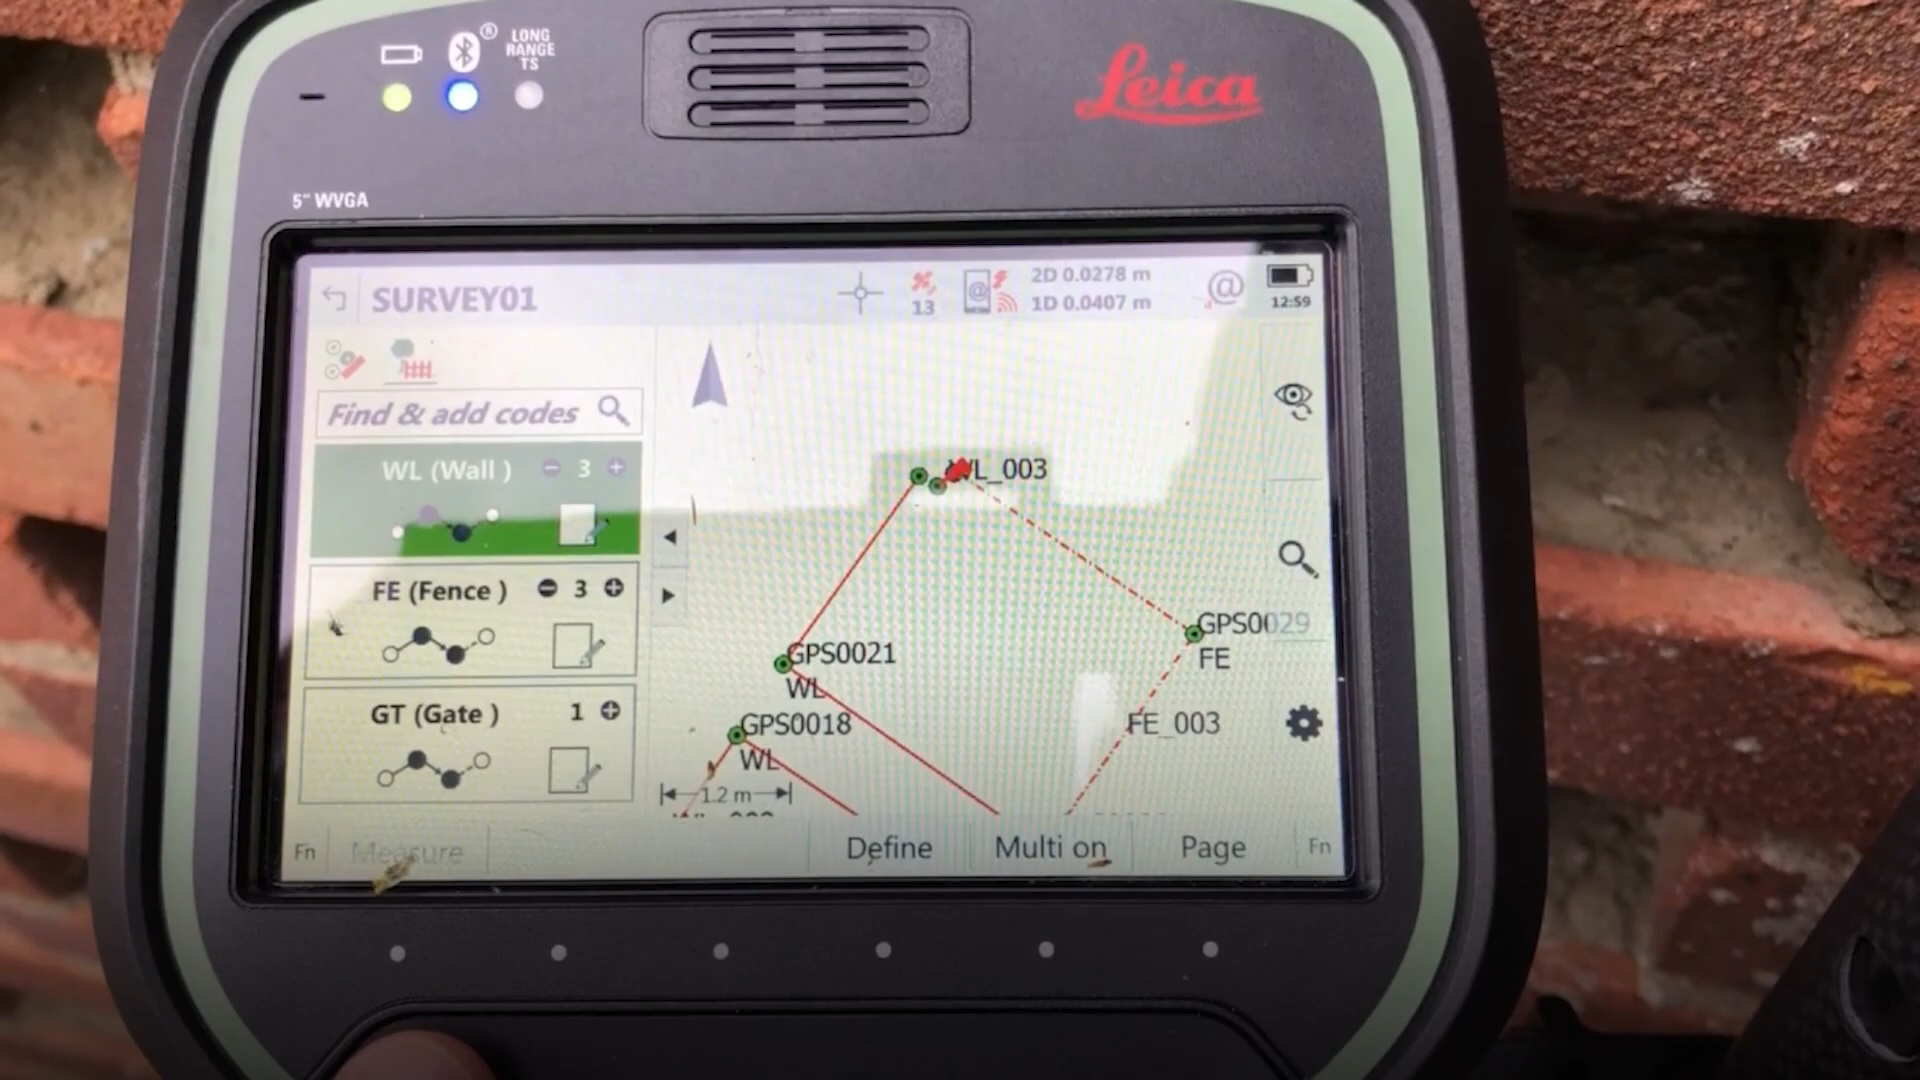 ®
LONG
RANGE
TS
Leica
5" WVGA
SURVEY01
13
@
2D 0.0278 m
1D 0.0407 m
@
12:59
Find & add codes
WL (Wall ) 3
FE (Fence ) 3
GT (Gate ) 1
WL_003
GPS0029
FE
GPS0021
WL
GPS0018
WL
FE_003
1.2 m
Fn Measure Define Multi on Page Fn